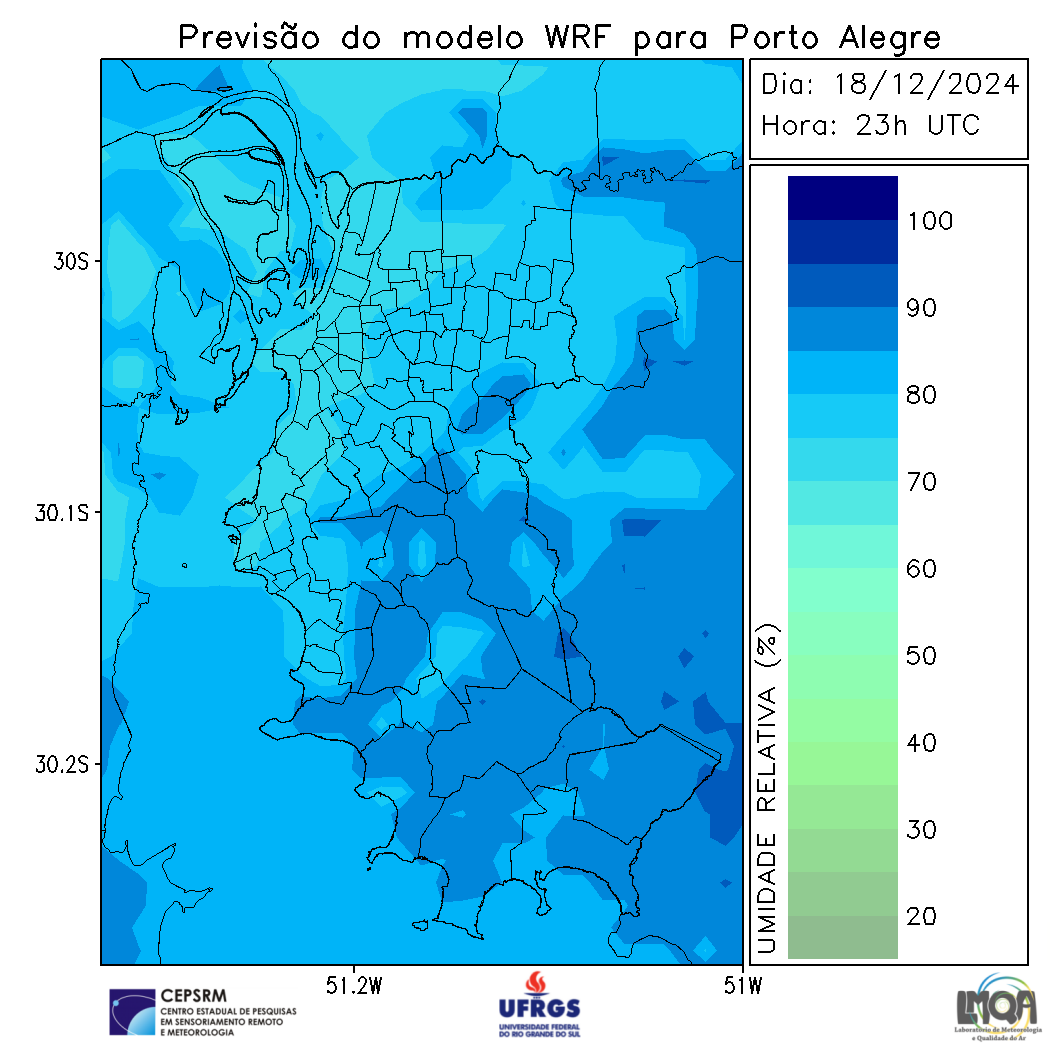 Previsão do modelo WRF para Porto Alegre
Dia: 18/12/2024
Hora: 23h UTC
30S
30.1S
30.2S
51.2W
51W
UMIDADE RELATIVA (%)
100
90
80
70
60
50
40
30
20
CEPSRM
CENTRO ESTADUAL DE PESQUISAS
EM SENSORIAMENTO REMOTO
E METEOROLOGIA
UFRGS
UNIVERSIDADE FEDERAL
DO RIO GRANDE DO SUL
LMQA
Laboratório de Meteorologia
e Qualidade do Ar